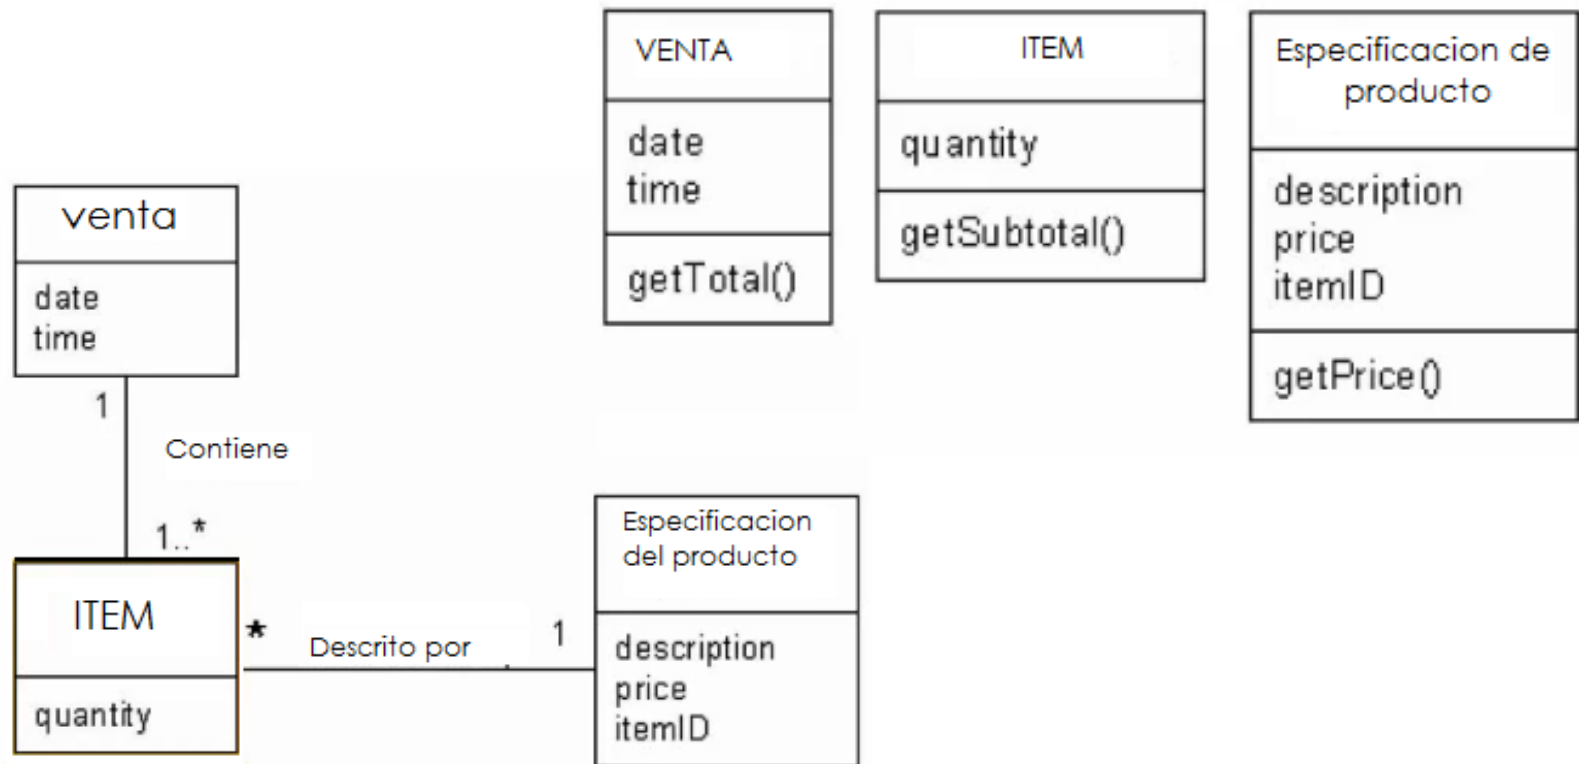 VENTA
date
time
getTotal()
ITEM
quantity
getSubtotal()
Especificacion de
producto
description
price
itemID
getPrice()
venta
date
time
1
Contiene
1..*
ITEM
quantity
*
Descrito por
1
Especificacion
del producto
description
price
itemID